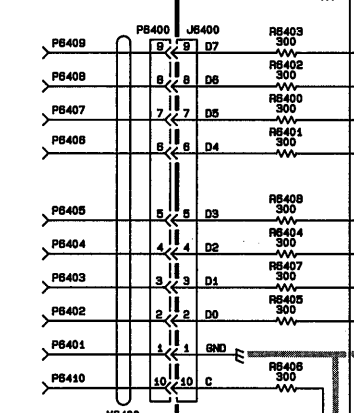 P6400 J6400
R6403
300
P6409 9 9 D7
R6402
300
P6408 8 8 D6
R6400
300
P6407 7 7 D5
R6401
300
P6406 6 6 D4
R6408
300
P6405 5 5 D3
R6404
300
P6404 4 4 D2
R6407
300
P6403 3 3 D1
R6405
300
P6402 2 2 D0
P6401 1 1 GND
R6406
300
P6410 10 10 C